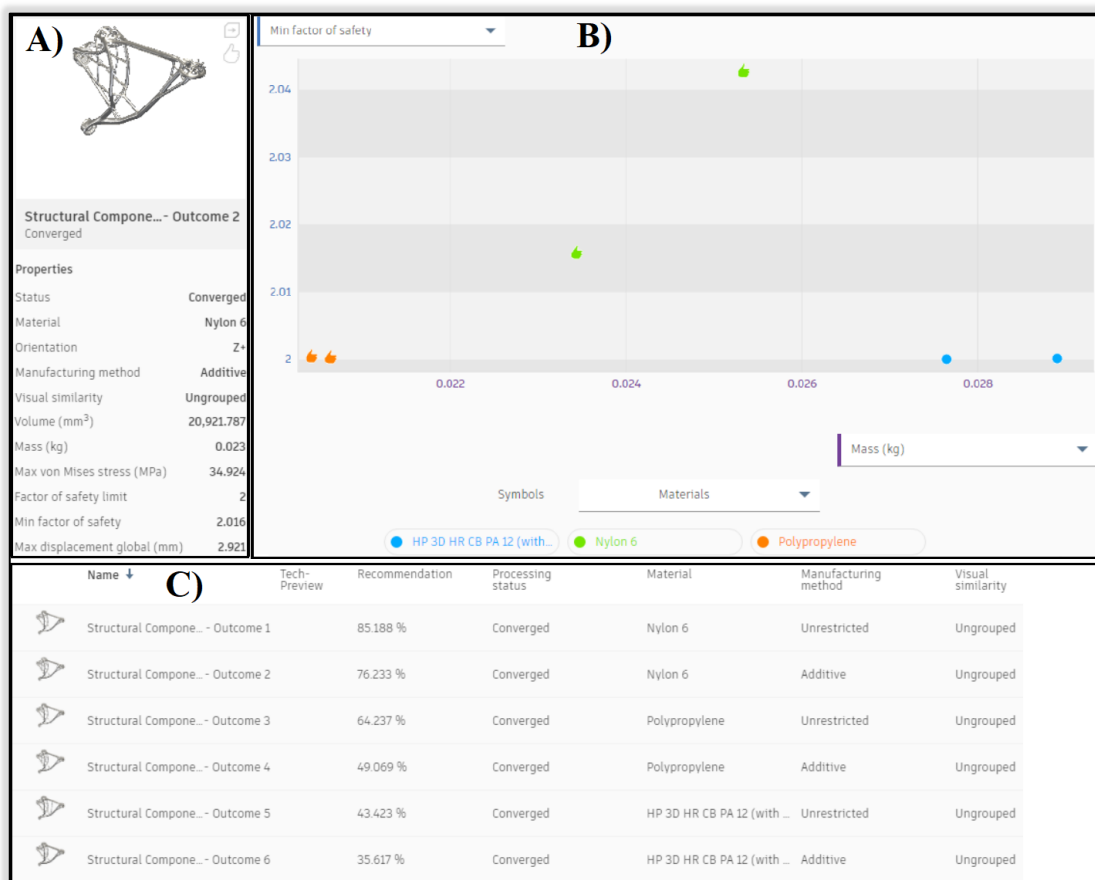 A)
Structural Compone... - Outcome 2
Converged
Properties
Status Converged
Material Nylon 6
Orientation Z+
Manufacturing method Additive
Visual similarity Ungrouped
Volume (mm³) 20,921.787
Mass (kg) 0.023
Max von Mises stress (MPa) 34.924
Factor of safety limit 2
Min factor of safety 2.016
Max displacement global (mm) 2.921
Min factor of safety
B)
2.04
2.03
2.02
2.01
2
0.022 0.024 0.026 0.028
Mass (kg)
Symbols Materials
HP 3D HR CB PA 12 (with... Nylon 6 Polypropylene
C)
Name Tech-Preview Recommendation Processing status Material Manufacturing method Visual similarity
Structural Compone... - Outcome 1 85.188 % Converged Nylon 6 Unrestricted Ungrouped
Structural Compone... - Outcome 2 76.233 % Converged Nylon 6 Additive Ungrouped
Structural Compone... - Outcome 3 64.237 % Converged Polypropylene Unrestricted Ungrouped
Structural Compone... - Outcome 4 49.069 % Converged Polypropylene Additive Ungrouped
Structural Compone... - Outcome 5 43.423 % Converged HP 3D HR CB PA 12 (with ... Unrestricted Ungrouped
Structural Compone... - Outcome 6 35.617 % Converged HP 3D HR CB PA 12 (with ... Additive Ungrouped